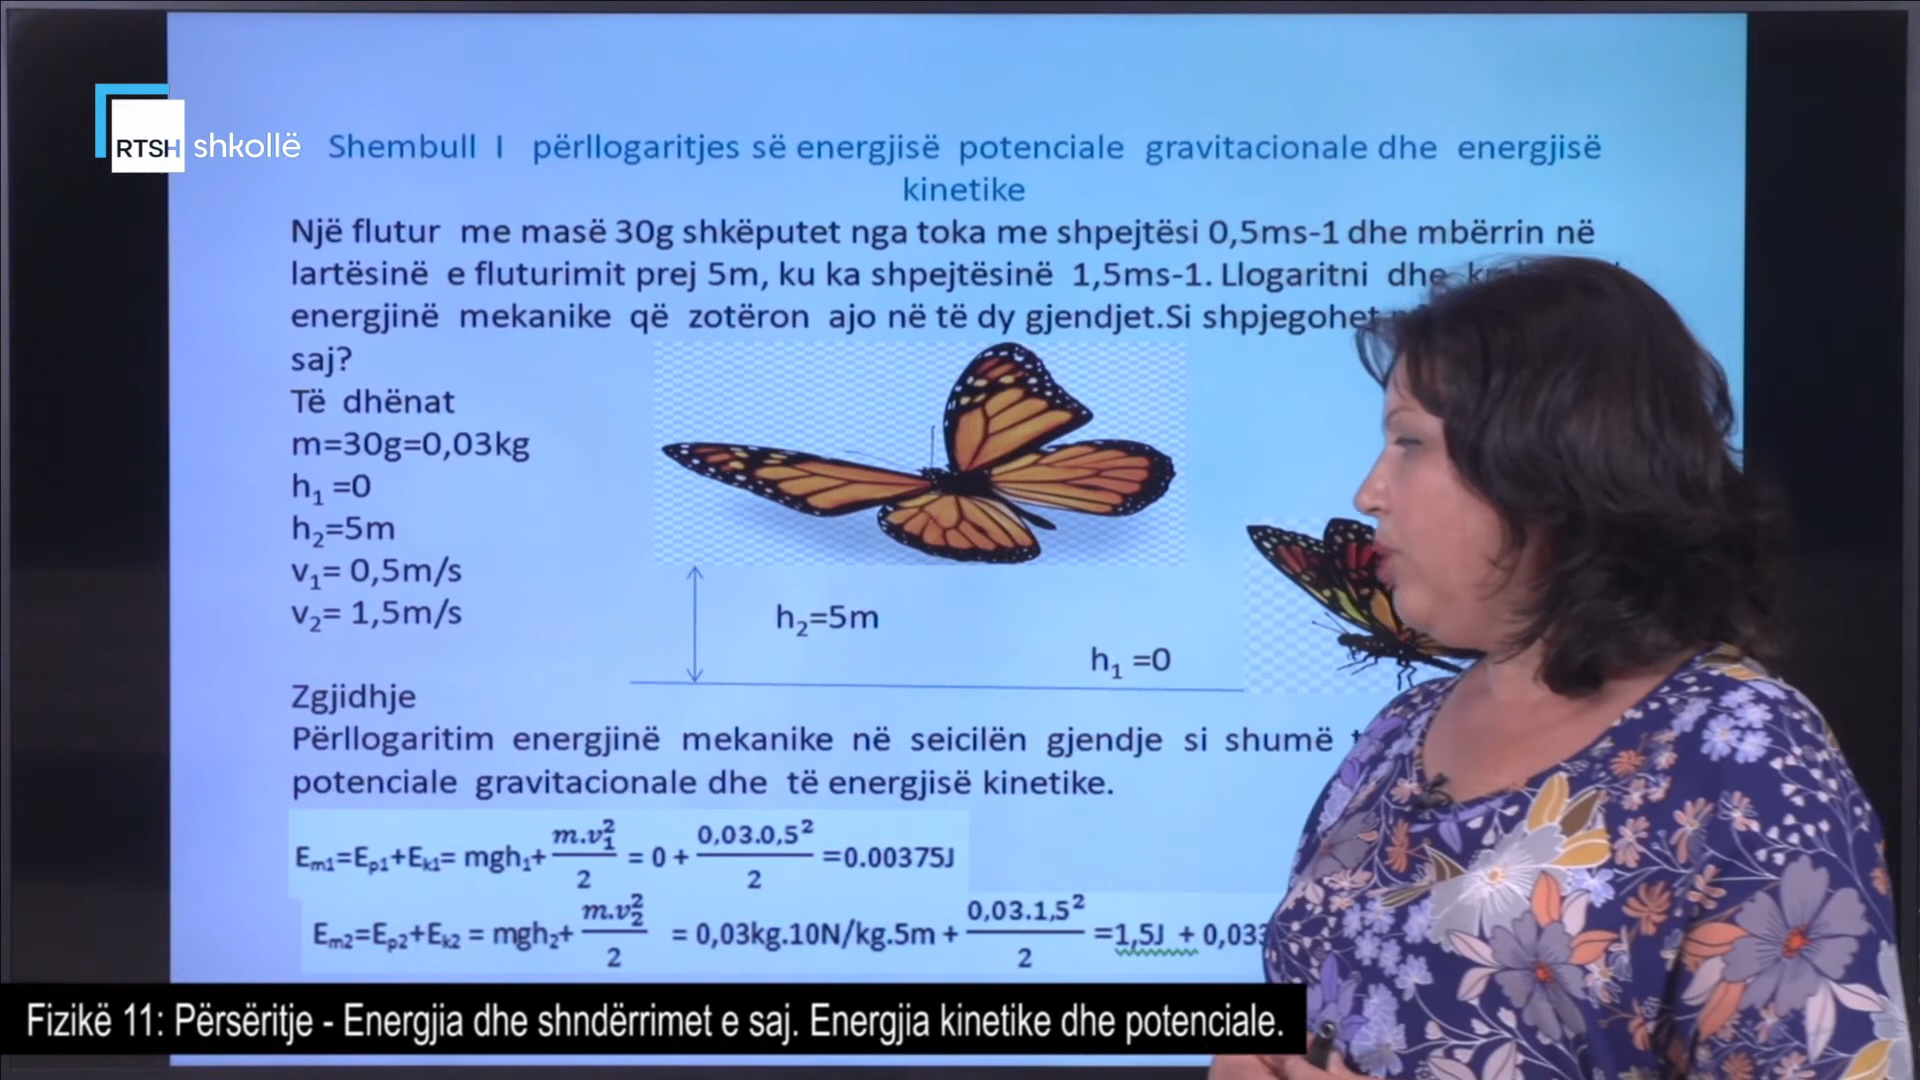 RTSH shkollë
Shembull I përllogaritjes së energjisë potenciale gravitacionale dhe energjisë
kinetike
Një flutur me masë 30g shkëputet nga toka me shpejtësi 0,5ms-1 dhe mbërrin në
lartësinë e fluturimit prej 5m, ku ka shpejtësinë 1,5ms-1. Llogaritni dhe
energjinë mekanike që zotëron ajo në të dy gjendjet.Si shpjegohet
saj?
Të dhënat
m=30g=0,03kg
h₁ =0
h₂=5m
v₁= 0,5m/s
v₂= 1,5m/s
h₂=5m
h₁ =0
Zgjidhje
Përllogaritim energjinë mekanike në seicilën gjendje si shumë
potenciale gravitacionale dhe të energjisë kinetike.
Eₘ₁=Eₚ₁+Eₖ₁= mgh₁+ m.v₁²/2 = 0 + 0,03.0,5²/2 =0.00375J
Eₘ₂=Eₚ₂+Eₖ₂ = mgh₂+ m.v₂²/2 = 0,03kg.10N/kg.5m + 0,03.1,5²/2 =1,5J + 0,033
Fizikë 11: Përsëritje - Energjia dhe shndërrimet e saj. Energjia kinetike dhe potenciale.